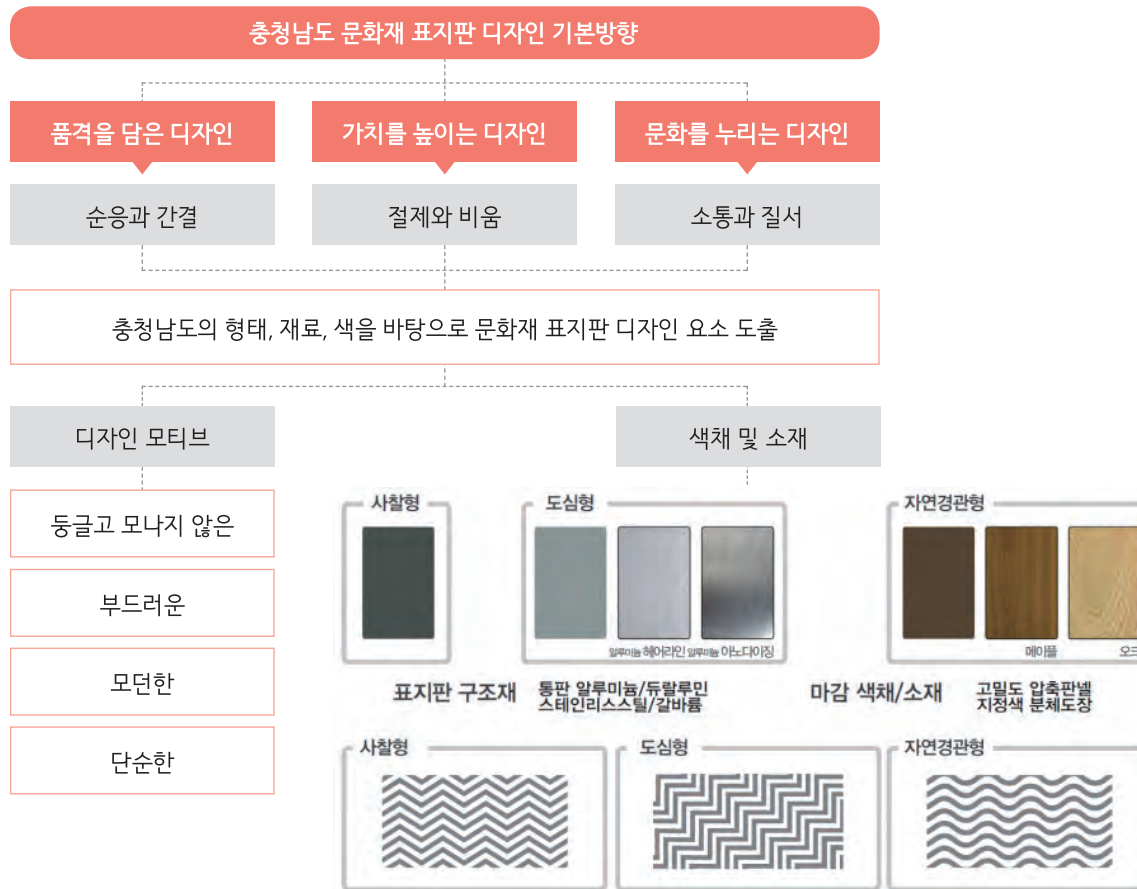 충청남도 문화재 표지판 디자인 기본방향
품격을 담은 디자인
가치를 높이는 디자인
문화를 누리는 디자인
순응과 간결
절제와 비움
소통과 질서
충청남도의 형태, 재료, 색을 바탕으로 문화재 표지판 디자인 요소 도출
디자인 모티브
색채 및 소재
둥글고 모나지 않은
부드러운
모던한
단순한
사찰형
도심형
자연경관형
알루미늄 헤어라인
알루미늄 아노다이징
메이플
표지판 구조재
통판 알루미늄/듀랄루민
스테인리스스틸/갈바륨
마감 색채/소재
고밀도 압축판넬
지정색 분체도장
사찰형
도심형
자연경관형